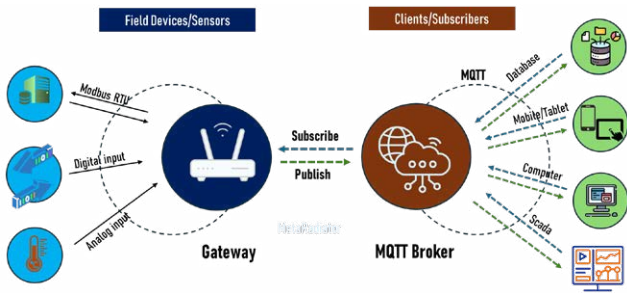 Field Devices/Sensors
Clients/Subscribers
Modbus RTU
Digital input
Analog input
Gateway
Subscribe
Publish
MQTT
MQTT Broker
Database
Mobile/Tablet
Computer
Scada